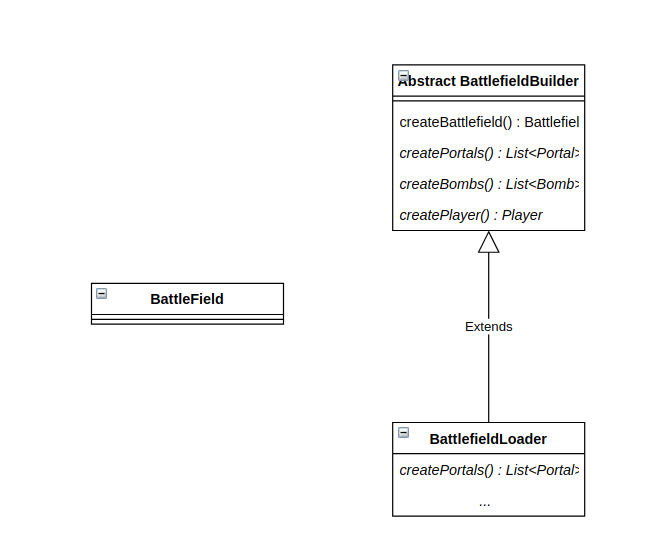 Abstract BattlefieldBuilder
createBattlefield() : Battlefiel
createPortals() : List<Portal>
createBombs() : List<Bomb>
createPlayer() : Player
BattleField
Extends
BattlefieldLoader
createPortals() : List<Portal>
...